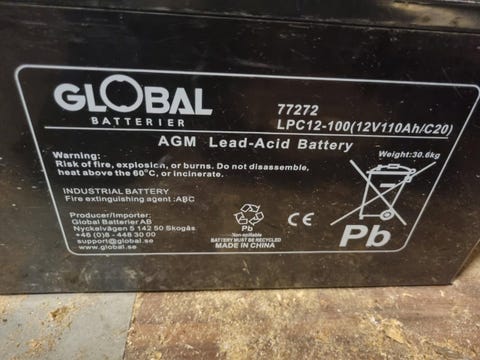 GLOBAL
BATTERIER
77272
LPC12-100(12V110Ah/C20)
AGM Lead-Acid Battery
Warning:
Risk of fire, explosion, or burns. Do not disassemble,
heat above the 60°C, or incinerate.
Weight:30.6kg
INDUSTRIAL BATTERY
Fire extinguishing agent :ABC
Producer/Importer:
Global Batterier AB
Nyckelvägen 5 142 50 Skogås
+46 (0)8 - 448 30 00
support@global.se
www.global.se
Pb
Non-spillable
BATTERY MUST BE RECYCLED
MADE IN CHINA
CE
Pb